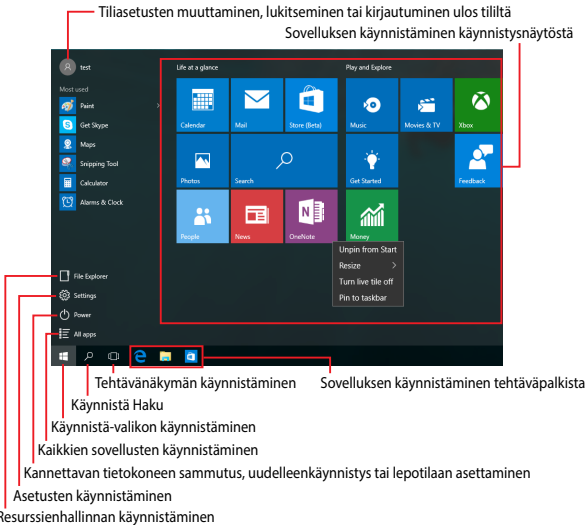 Tiliasetusten muuttaminen, lukitseminen tai kirjautuminen ulos tililtä
Sovelluksen käynnistäminen käynnistysnäytöstä
test
Life at a glance
Play and Explore
Most used
Paint
Get Skype
Maps
Snipping Tool
Calculator
Alarms & Clock
Calendar
Mail
Store (Beta)
Music
Movies & TV
Xbox
Photos
Search
Get Started
Feedback
People
News
OneNote
Money
Unpin from Start
Resize
Turn live tile off
Pin to taskbar
File Explorer
Settings
Power
All apps
Tehtävänäkymän käynnistäminen
Sovelluksen käynnistäminen tehtäväpalkista
Käynnistä Haku
Käynnistä-valikon käynnistäminen
Kaikkien sovellusten käynnistäminen
Kannettavan tietokoneen sammutus, uudelleenkäynnistys tai lepotilaan asettaminen
Asetusten käynnistäminen
Resurssienhallinnan käynnistäminen